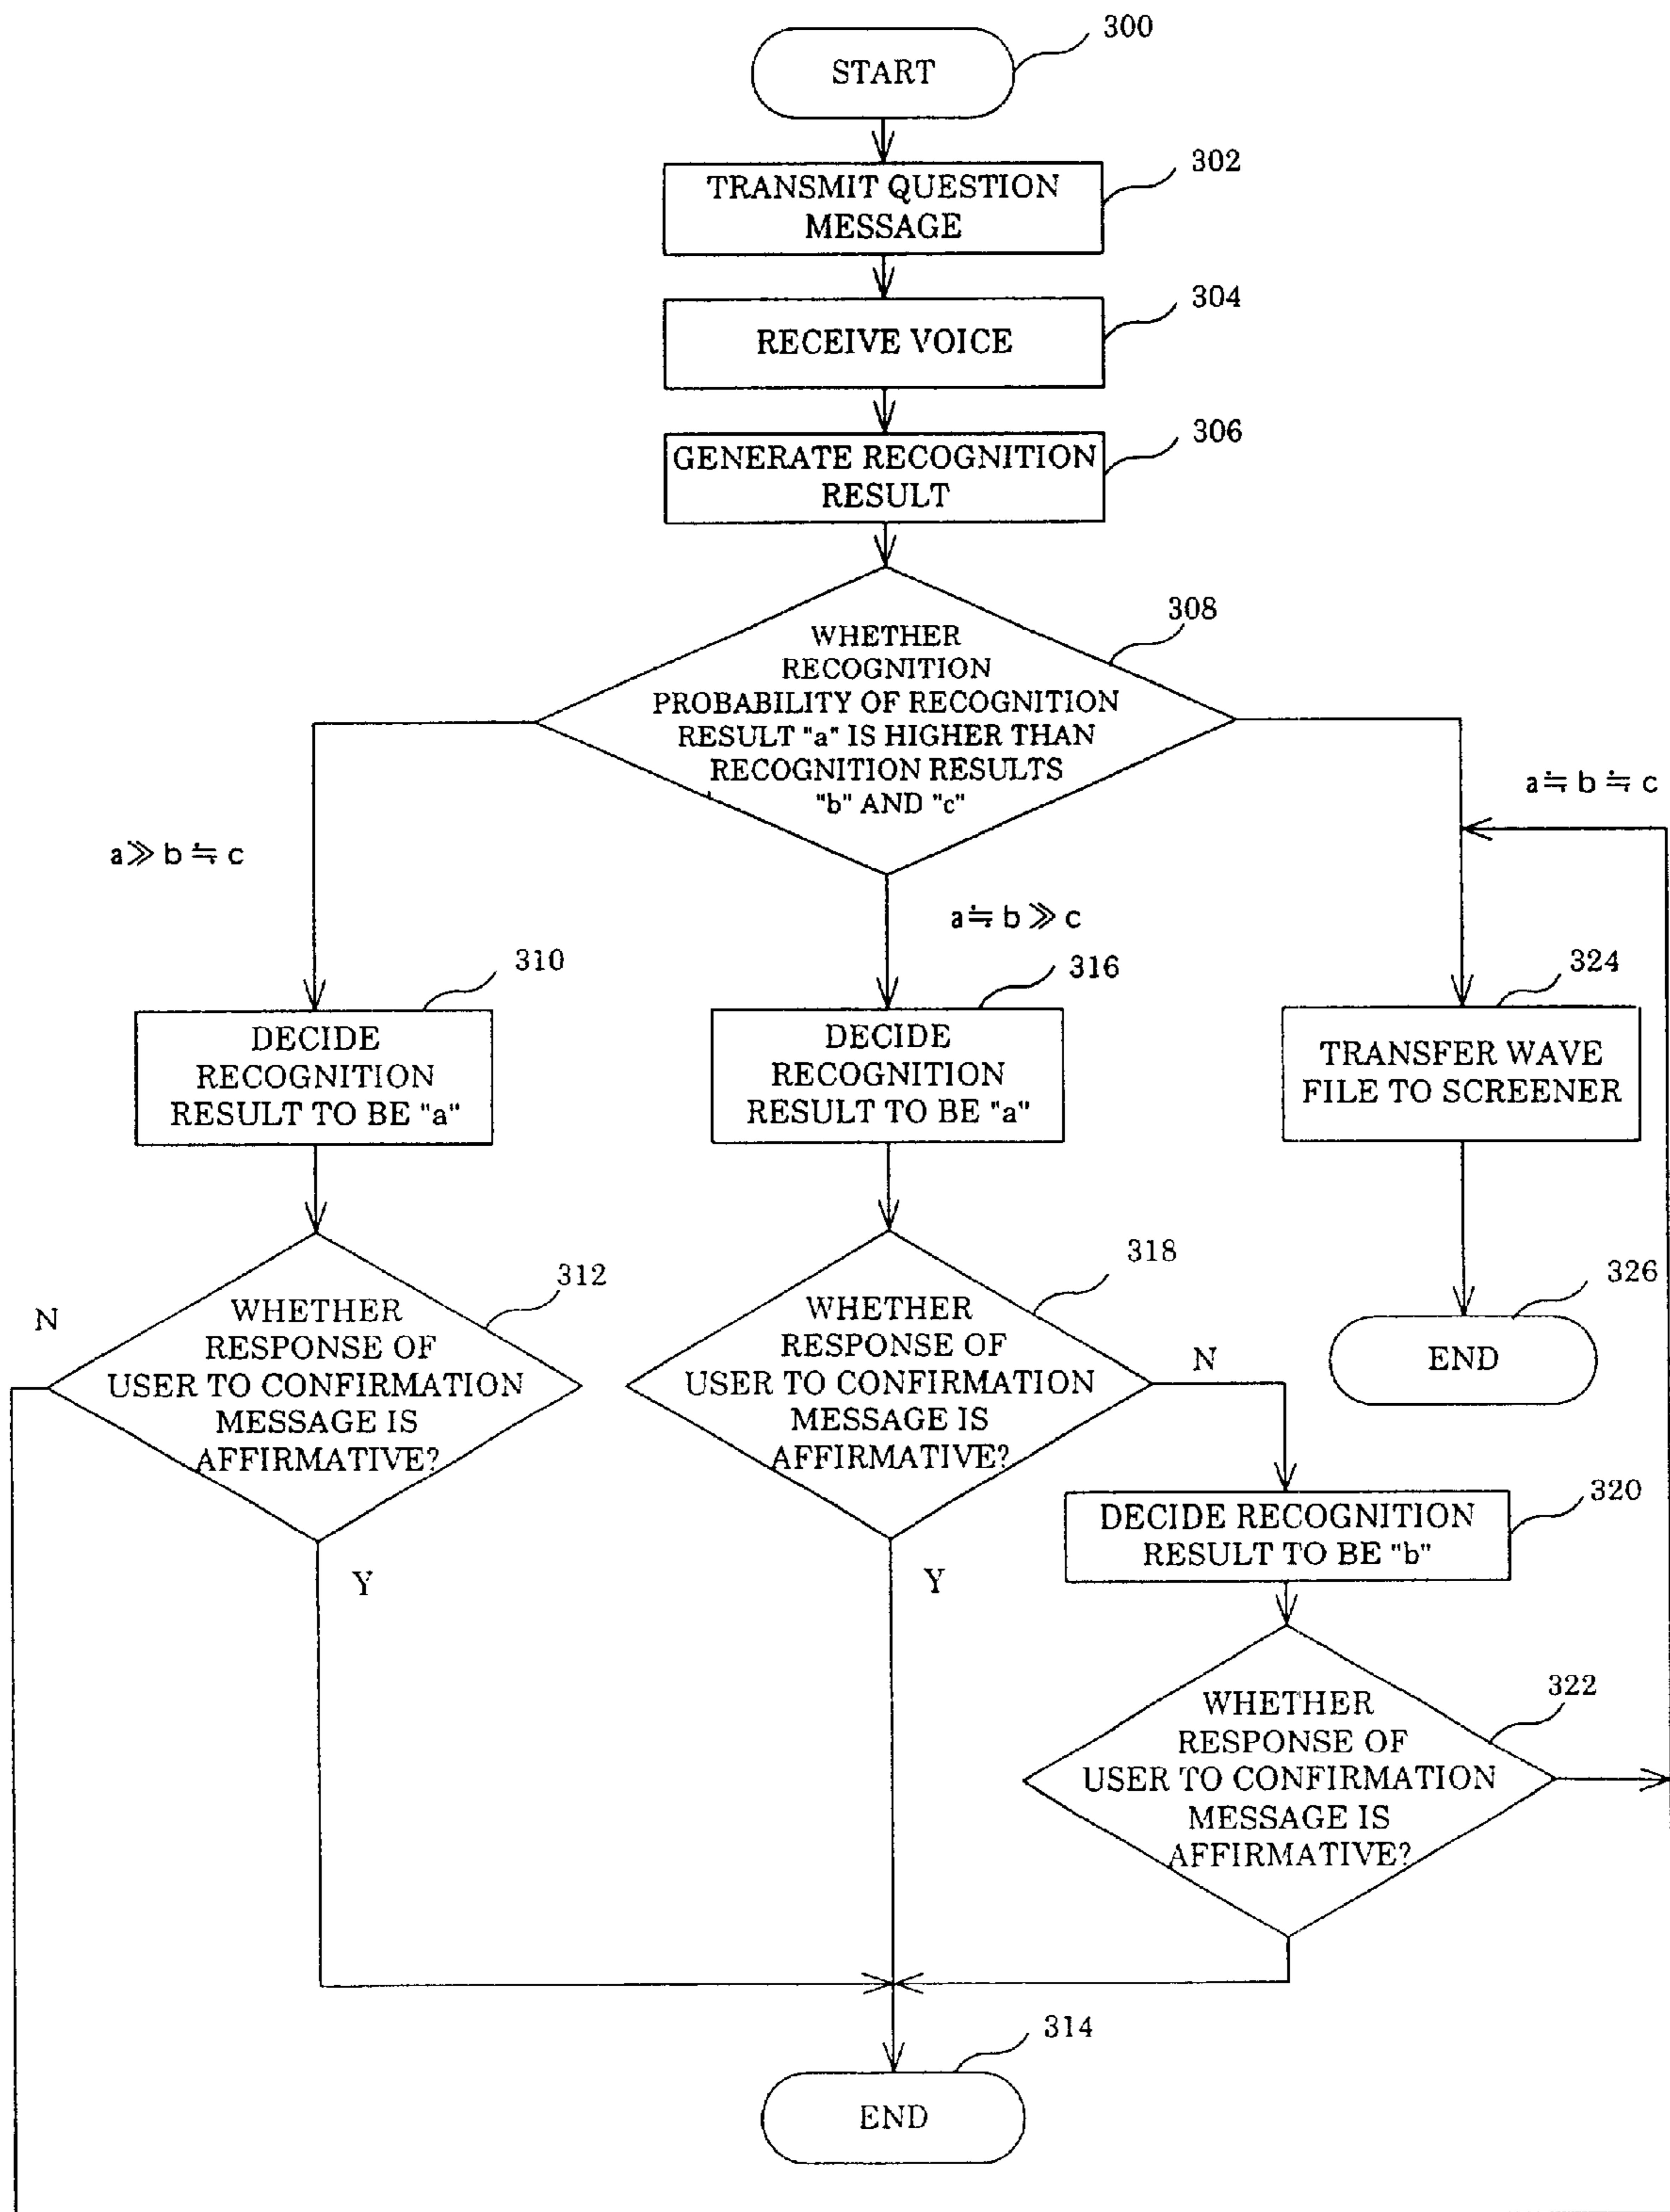 300
START
302
TRANSMIT QUESTION
MESSAGE
304
RECEIVE VOICE
306
GENERATE RECOGNITION
RESULT
308
WHETHER
RECOGNITION
PROBABILITY OF RECOGNITION
RESULT "a" IS HIGHER THAN
RECOGNITION RESULTS
"b" AND "c"
a≫b≒c
a≒b≫c
a≒b≒c
310
DECIDE
RECOGNITION
RESULT TO BE "a"
316
DECIDE
RECOGNITION
RESULT TO BE "a"
324
TRANSFER WAVE
FILE TO SCREENER
312
N
WHETHER
RESPONSE OF
USER TO CONFIRMATION
MESSAGE IS
AFFIRMATIVE?
Y
318
WHETHER
RESPONSE OF
USER TO CONFIRMATION
MESSAGE IS
AFFIRMATIVE?
N
Y
326
END
320
DECIDE RECOGNITION
RESULT TO BE "b"
322
WHETHER
RESPONSE OF
USER TO CONFIRMATION
MESSAGE IS
AFFIRMATIVE?
314
END